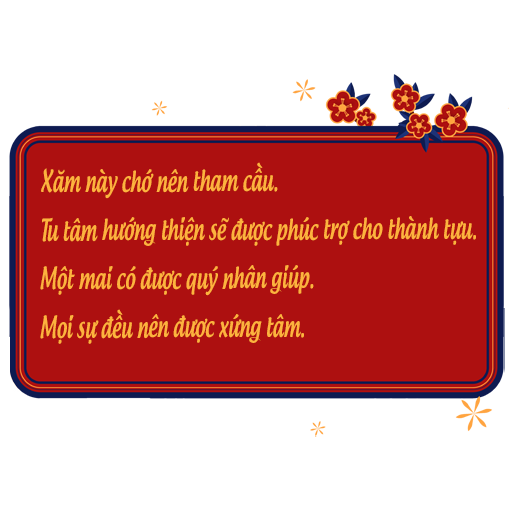 Xăm này chớ nên tham cầu.
Tu tâm hướng thiện sẽ được phúc trợ cho thành tựu.
Một mai có được quý nhân giúp.
Mọi sự đều nên được xứng tâm.